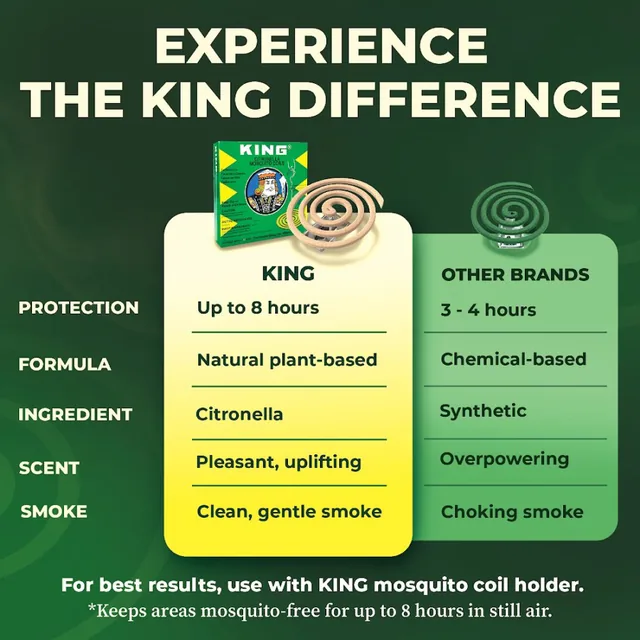 EXPERIENCE
THE KING DIFFERENCE
KING
KING
OTHER BRANDS
PROTECTION
Up to 8 hours
3 - 4 hours
FORMULA
Natural plant-based
Chemical-based
INGREDIENT
Citronella
Synthetic
SCENT
Pleasant, uplifting
Overpowering
SMOKE
Clean, gentle smoke
Choking smoke
For best results, use with KING mosquito coil holder.
*Keeps areas mosquito-free for up to 8 hours in still air.